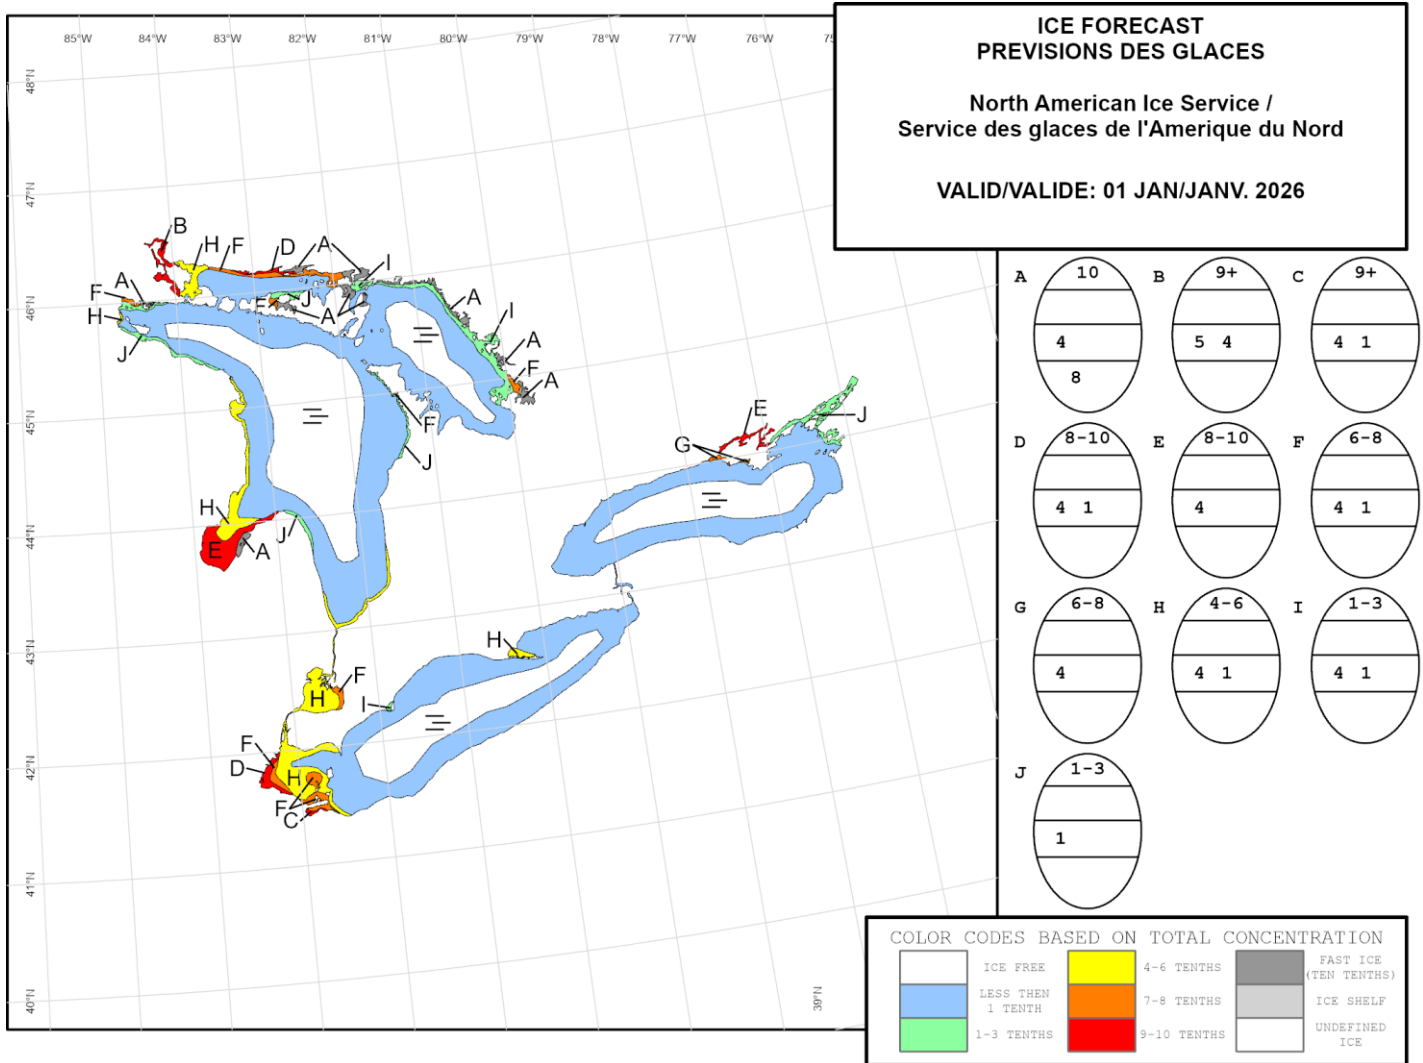 ICE FORECAST
PREVISIONS DES GLACES
North American Ice Service /
Service des glaces de l'Amerique du Nord
VALID/VALIDE: 01 JAN/JANV. 2026
85°W 84°W 83°W 82°W 81°W 80°W 79°W 78°W 77°W 76°W
48°N
47°N
46°N
45°N
44°N
43°N
42°N
41°N
40°N
39°N
B
H F D A I
A
F
H
J
F J
A
A
I
A
F
A
F
J
E
J
G
H
E A
J
H
F
H
I
F
D
H
F
C
A 10
4
8
B 9+
5 4
C 9+
4 1
D 8-10
4 1
E 8-10
4
F 6-8
4 1
G 6-8
4
H 4-6
4 1
I 1-3
4 1
J 1-3
1
COLOR CODES BASED ON TOTAL CONCENTRATION
ICE FREE
LESS THEN
1 TENTH
1-3 TENTHS
4-6 TENTHS
7-8 TENTHS
9-10 TENTHS
FAST ICE
(TEN TENTHS)
ICE SHELF
UNDEFINED
ICE